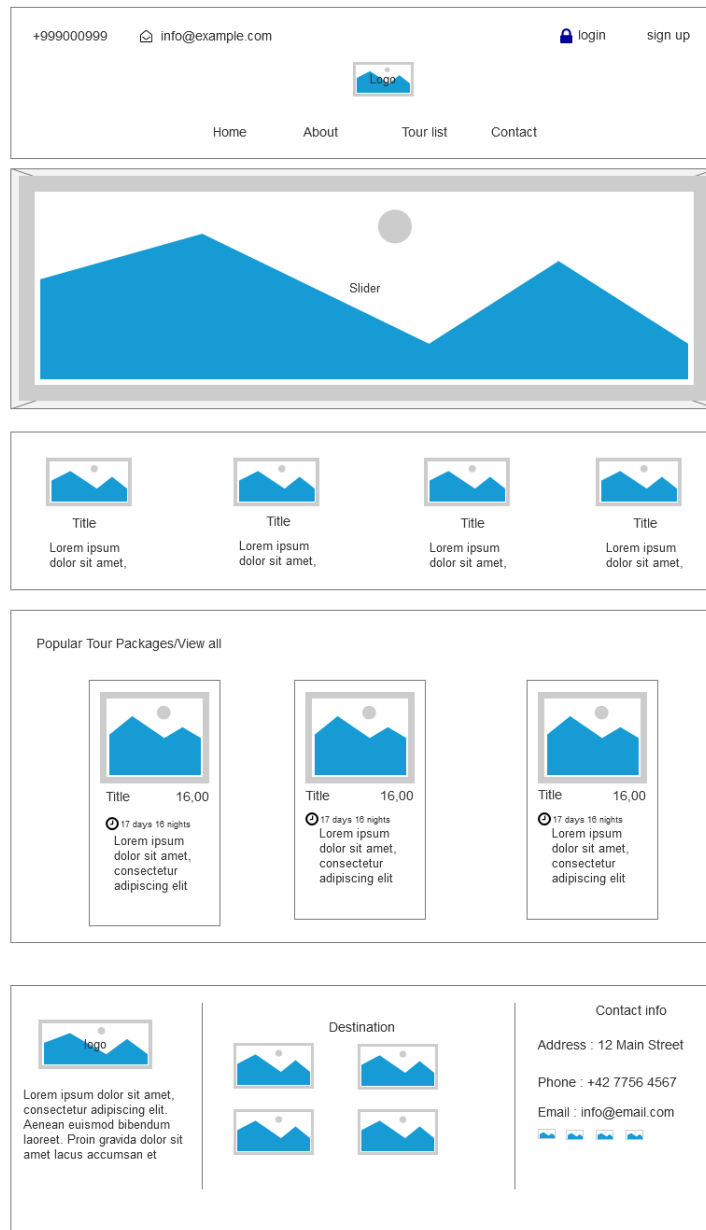 +999000999 info@example.com login sign up
Logo
Home About Tour list Contact
Slider
Title
Lorem ipsum
dolor sit amet,
Title
Lorem ipsum
dolor sit amet,
Title
Lorem ipsum
dolor sit amet,
Title
Lorem ipsum
dolor sit amet,
Popular Tour Packages/View all
Title 16,00
17 days 16 nights
Lorem ipsum
dolor sit amet,
consectetur
adipiscing elit
Title 16,00
17 days 16 nights
Lorem ipsum
dolor sit amet,
consectetur
adipiscing elit
Title 16,00
17 days 16 nights
Lorem ipsum
dolor sit amet,
consectetur
adipiscing elit
logo
Lorem ipsum dolor sit amet,
consectetur adipiscing elit.
Aenean euismod bibendum
laoreet. Proin gravida dolor sit
amet lacus accumsan et
Destination
Contact info
Address : 12 Main Street
Phone : +42 7756 4567
Email : info@email.com